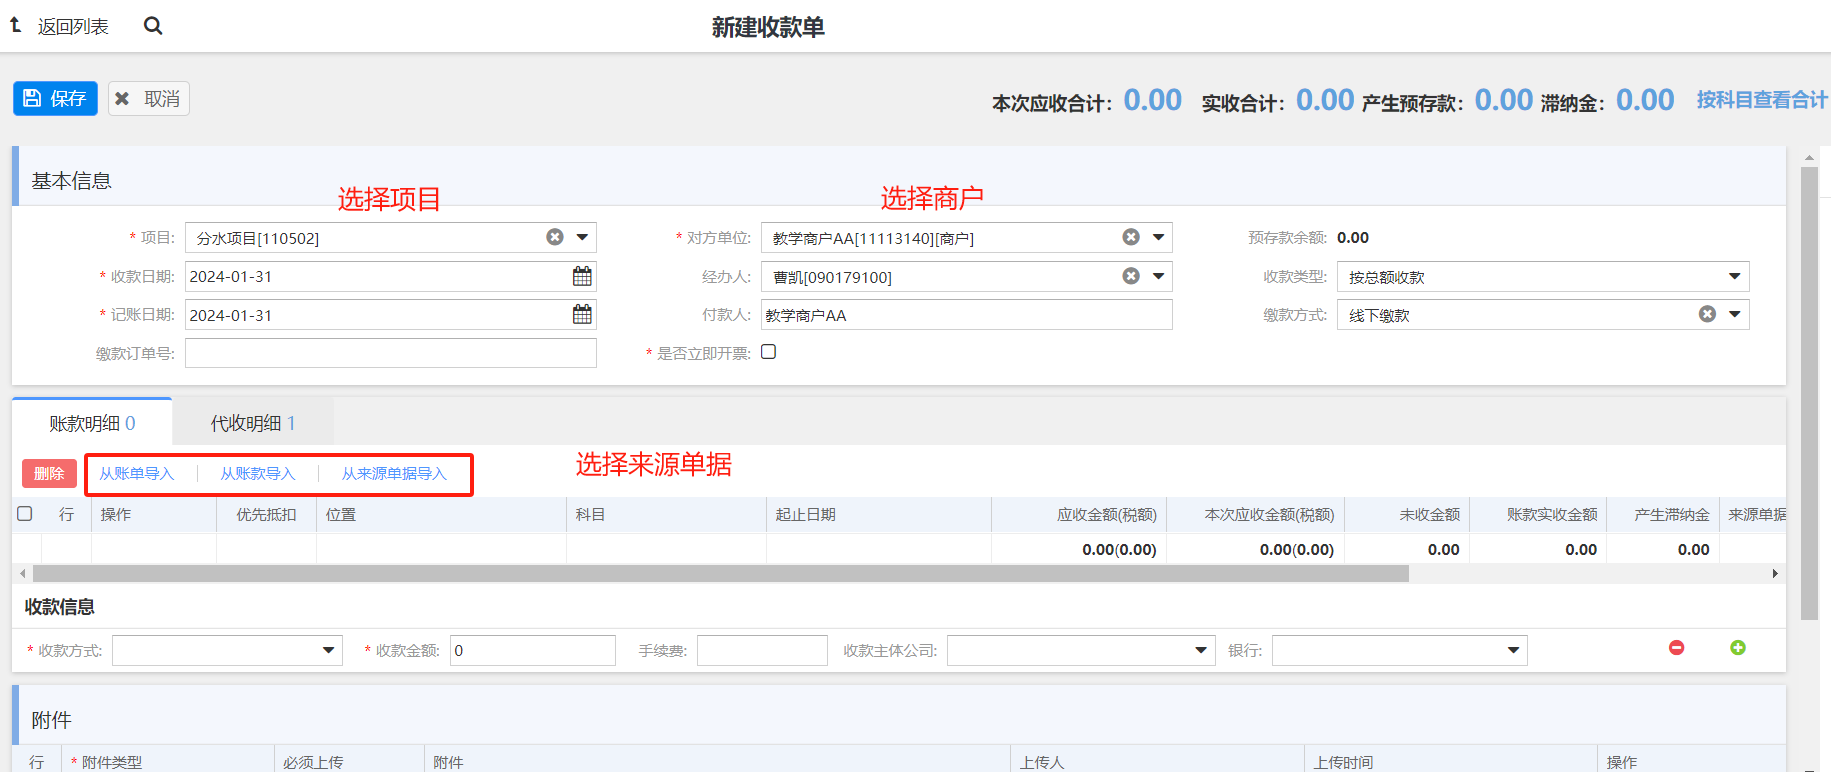 返回列表 新建收款单
保存 取消 本次应收合计: 0.00 实收合计: 0.00 产生预存款: 0.00 滞纳金: 0.00 按科目查看合计
基本信息
选择项目 选择商户
* 项目: 分水项目[110502] * 对方单位: 教学商户AA[11113140][商户] 预存款余额: 0.00
* 收款日期: 2024-01-31 经办人: 曹凯[090179100] 收款类型: 按总额收款
* 记账日期: 2024-01-31 付款人: 教学商户AA 缴款方式: 线下缴款
缴款订单号: * 是否立即开票:
账款明细 0 代收明细 1
删除 从账单导入 从账款导入 从来源单据导入 选择来源单据
行 操作 优先抵扣 位置 科目 起止日期 应收金额(税额) 本次应收金额(税额) 未收金额 账款实收金额 产生滞纳金 来源单据
0.00(0.00) 0.00(0.00) 0.00 0.00 0.00
收款信息
* 收款方式: * 收款金额: 0 手续费: 收款主体公司: 银行:
附件
行 * 附件类型 必须上传 附件 上传人 上传时间 操作